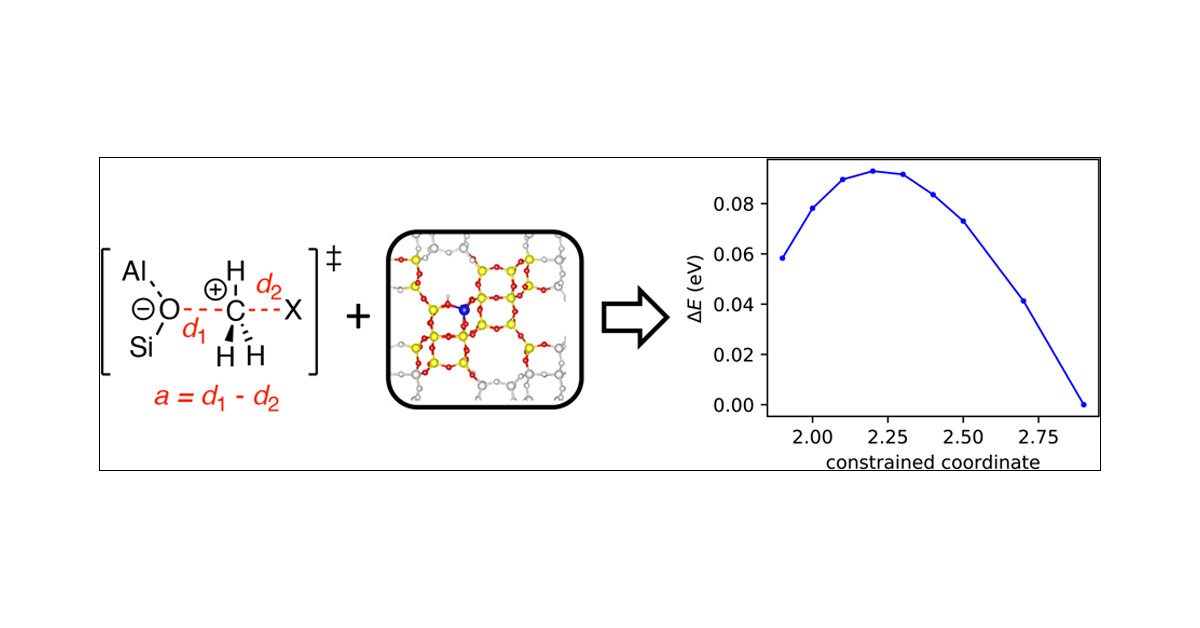 H
Al
⊕
d2
‡
⊖
O
C
X
d1
Si
H H
a = d1 - d2
+
ΔE (eV)
0.08
0.06
0.04
0.02
0.00
2.00 2.25 2.50 2.75
constrained coordinate